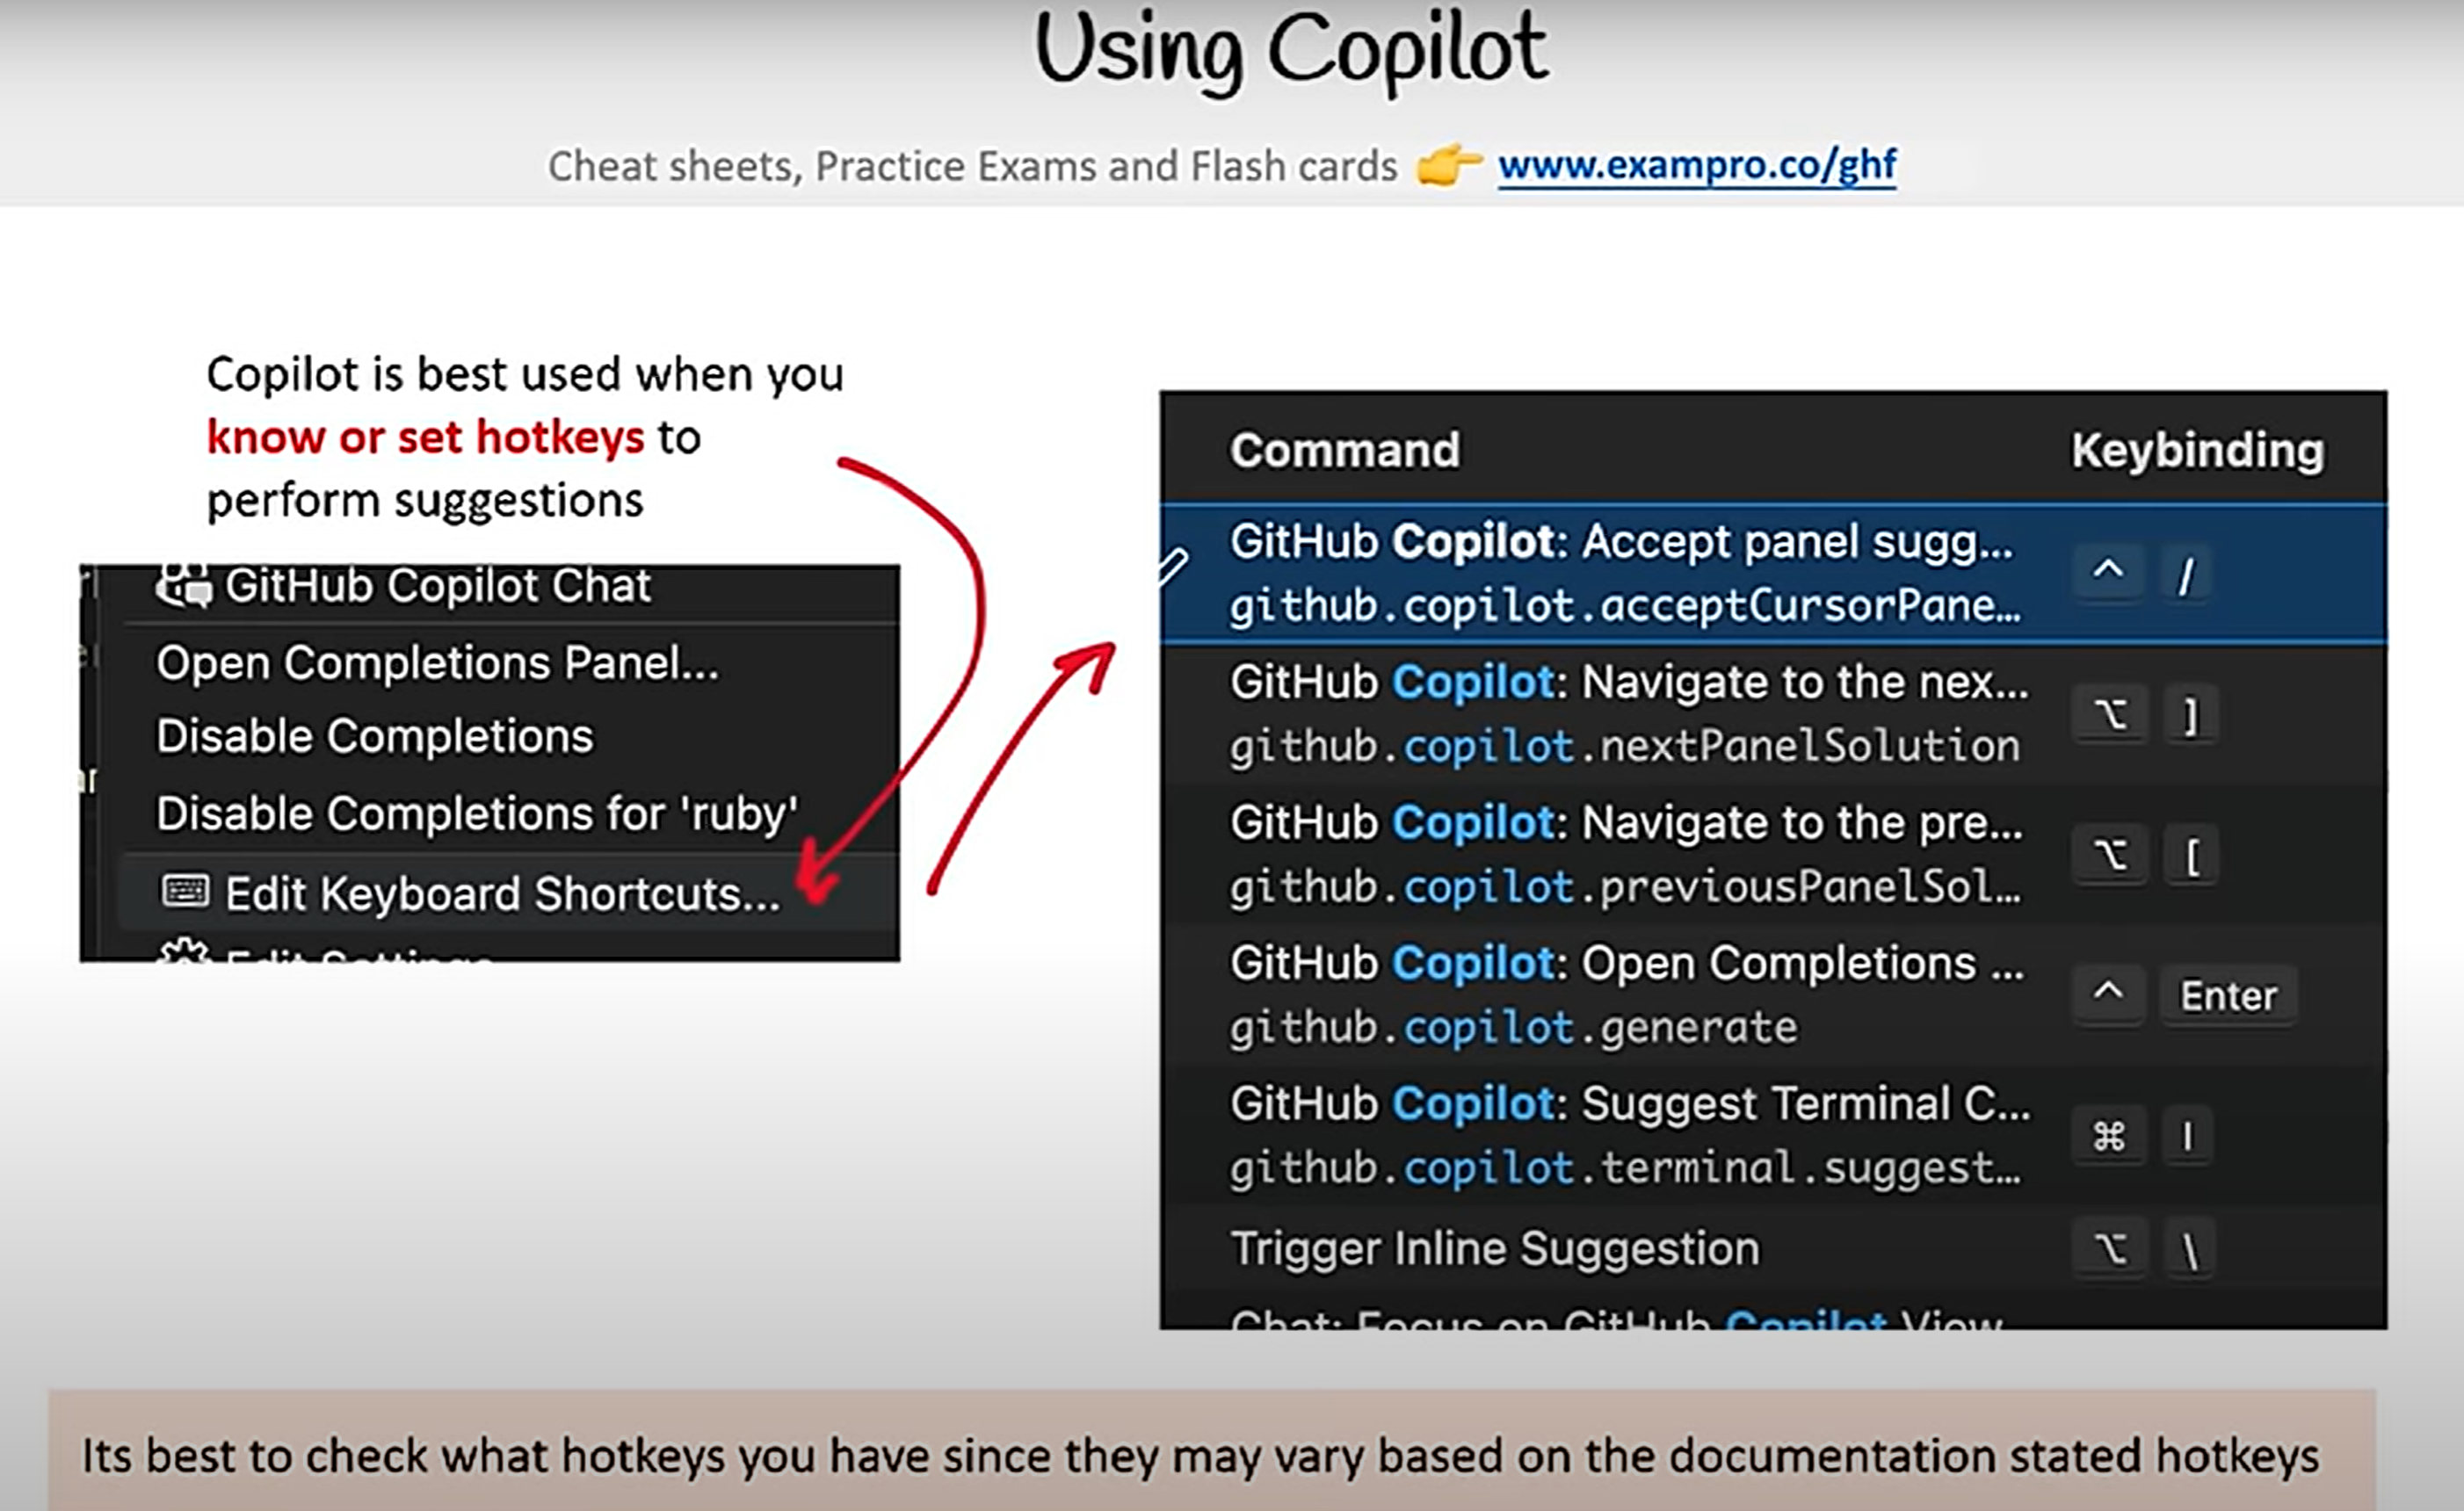 Using Copilot
Cheat sheets, Practice Exams and Flash cards 👉 www.exampro.co/ghf
Copilot is best used when you
know or set hotkeys to
perform suggestions
GitHub Copilot Chat
Open Completions Panel...
Disable Completions
Disable Completions for 'ruby'
Edit Keyboard Shortcuts...
Edit Settings
Command Keybinding
GitHub Copilot: Accept panel sugg... ^ /
github.copilot.acceptCursorPane...
GitHub Copilot: Navigate to the nex... ⌥ ]
github.copilot.nextPanelSolution
GitHub Copilot: Navigate to the pre... ⌥ [
github.copilot.previousPanelSol...
GitHub Copilot: Open Completions ... ^ Enter
github.copilot.generate
GitHub Copilot: Suggest Terminal C... ⌘ I
github.copilot.terminal.suggest...
Trigger Inline Suggestion ⌥ \
Chat: Focus on GitHub Copilot View
Its best to check what hotkeys you have since they may vary based on the documentation stated hotkeys